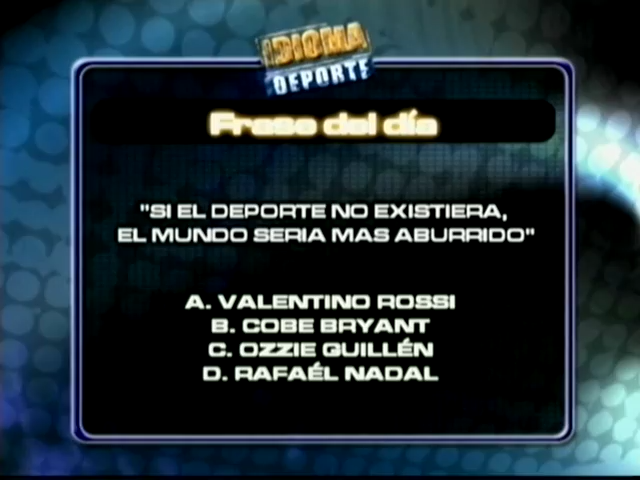 IDIOMA
DEPORTE
Frase del día
"SI EL DEPORTE NO EXISTIERA,
EL MUNDO SERIA MAS ABURRIDO"
A. VALENTINO ROSSI
B. COBE BRYANT
C. OZZIE GUILLÉN
D. RAFAÉL NADAL